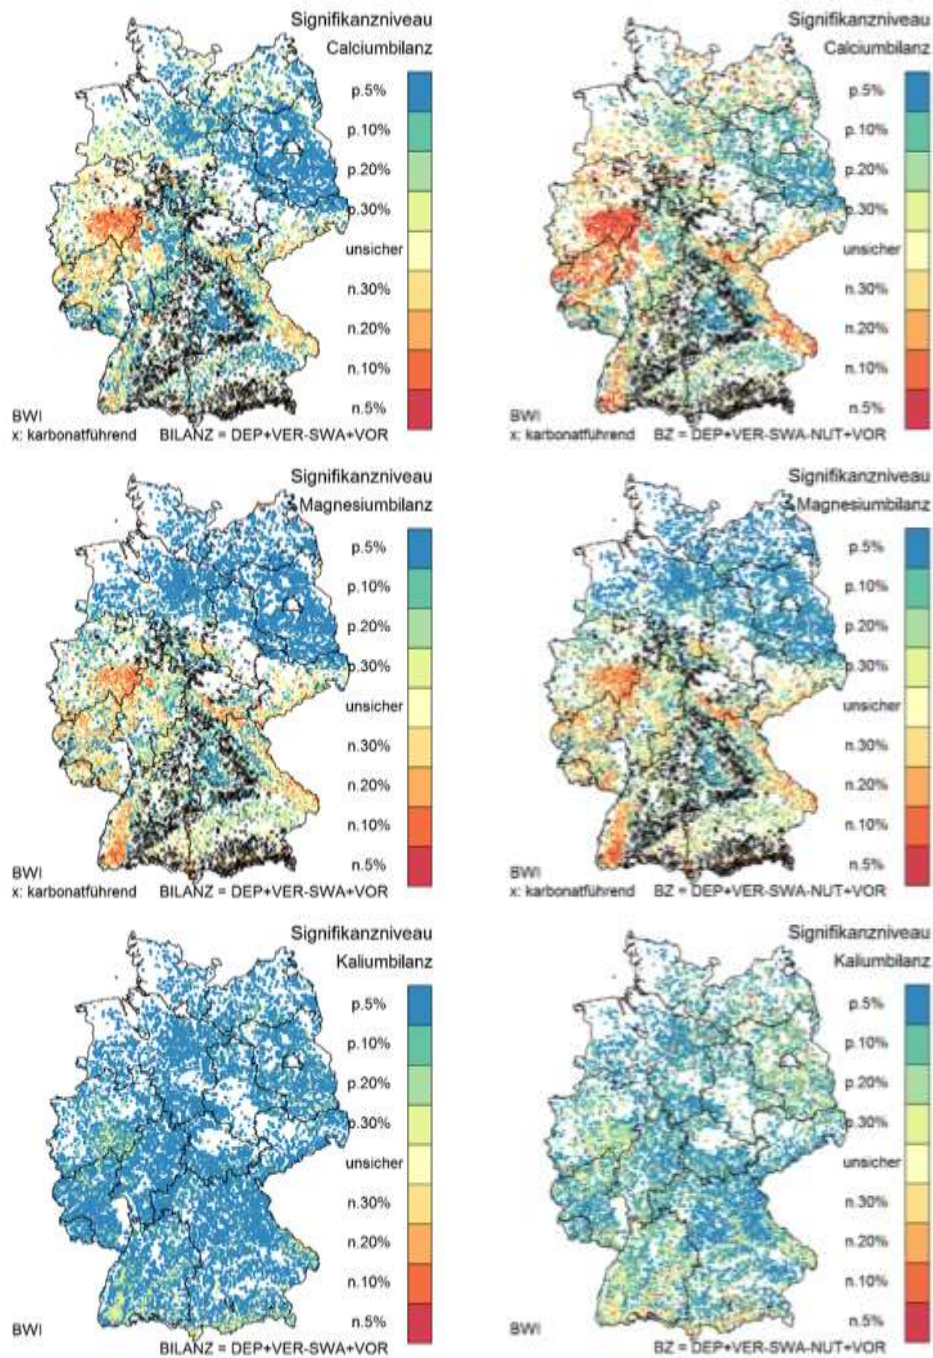 Signifikanzniveau
Calciumbilanz
p.5%
p.10%
p.20%
p.30%
unsicher
n.30%
n.20%
n.10%
n.5%
BWI
x: karbonatführend BILANZ = DEP+VER-SWA+VOR
Signifikanzniveau
Calciumbilanz
p.5%
p.10%
p.20%
p.30%
unsicher
n.30%
n.20%
n.10%
n.5%
BWI
x: karbonatführend BZ = DEP+VER-SWA-NUT+VOR
Signifikanzniveau
Magnesiumbilanz
p.5%
p.10%
p.20%
p.30%
unsicher
n.30%
n.20%
n.10%
n.5%
BWI
x: karbonatführend BILANZ = DEP+VER-SWA+VOR
Signifikanzniveau
Magnesiumbilanz
p.5%
p.10%
p.20%
p.30%
unsicher
n.30%
n.20%
n.10%
n.5%
BWI
x: karbonatführend BZ = DEP+VER-SWA-NUT+VOR
Signifikanzniveau
Kaliumbilanz
p.5%
p.10%
p.20%
p.30%
unsicher
n.30%
n.20%
n.10%
n.5%
BWI
BILANZ = DEP+VER-SWA+VOR
Signifikanzniveau
Kaliumbilanz
p.5%
p.10%
p.20%
p.30%
unsicher
n.30%
n.20%
n.10%
n.5%
BWI
BZ = DEP+VER-SWA-NUT+VOR